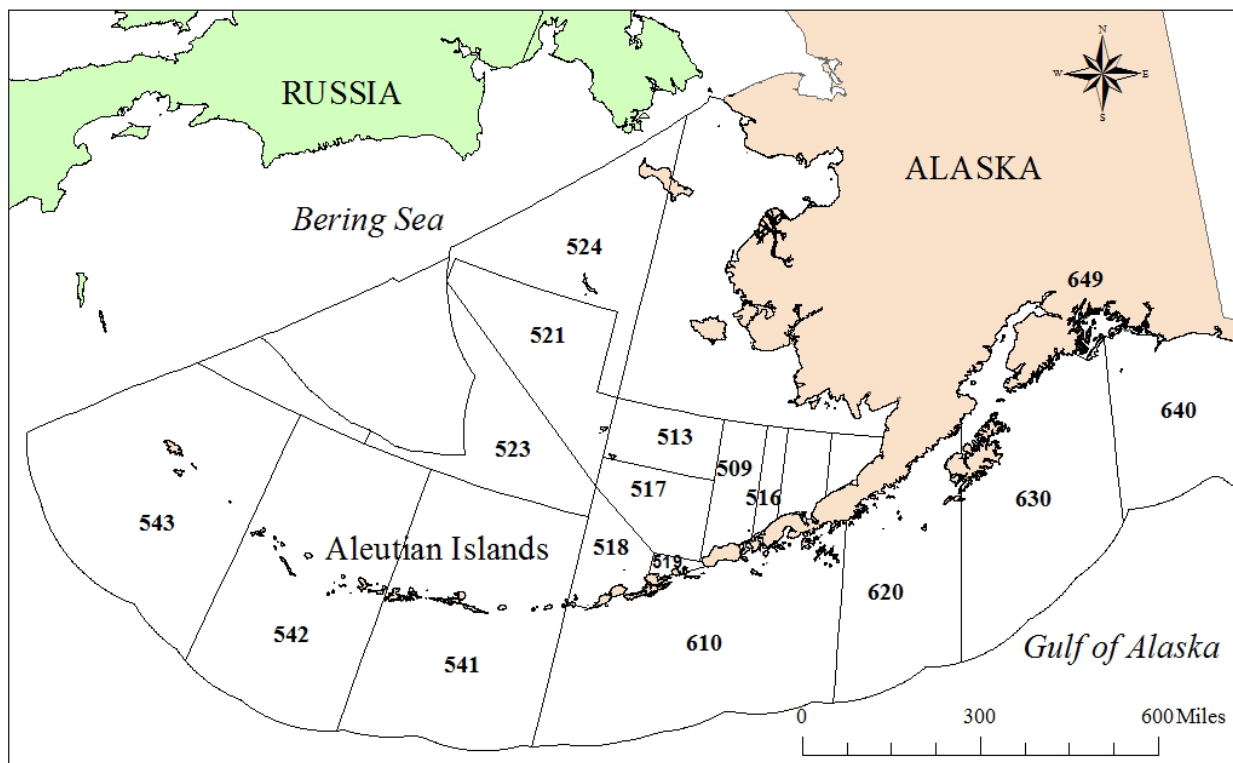 N
RUSSIA
W
E
S
ALASKA
Bering Sea
524
649
521
640
513
523
509
517
516
630
543
518
Aleutian Islands
519
620
542
610
541
Gulf of Alaska
0
300
600 Miles